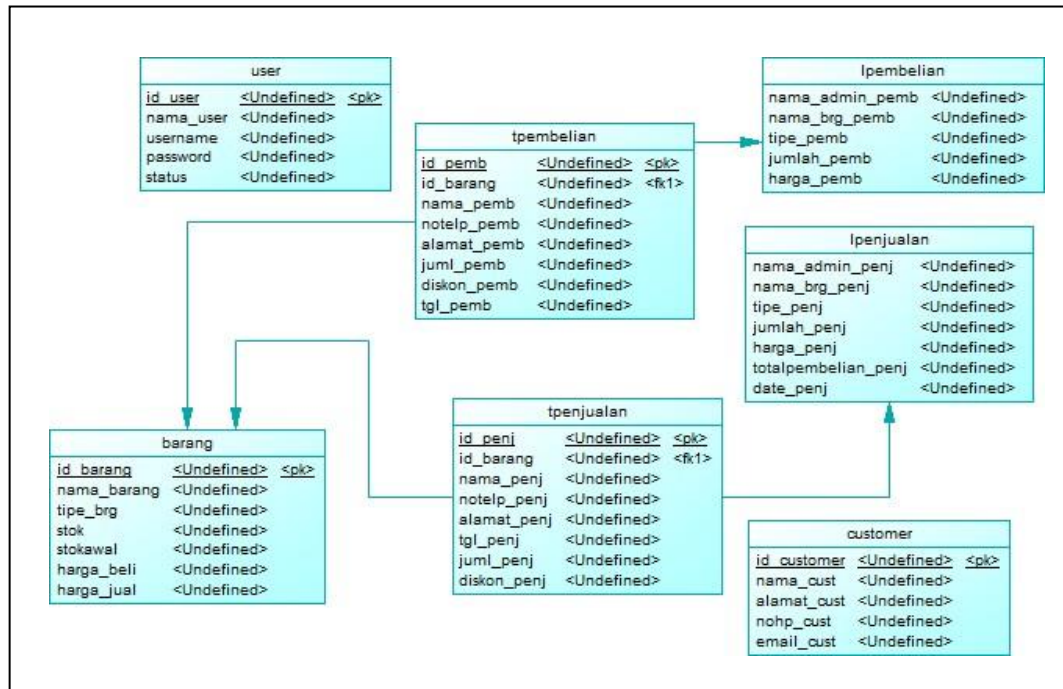 user
id_user <Undefined> <pk>
nama_user <Undefined>
username <Undefined>
password <Undefined>
status <Undefined>
tpembelian
id_pemb <Undefined> <pk>
id_barang <Undefined> <fk1>
nama_pemb <Undefined>
notelp_pemb <Undefined>
alamat_pemb <Undefined>
juml_pemb <Undefined>
diskon_pemb <Undefined>
tgl_pemb <Undefined>
lpembelian
nama_admin_pemb <Undefined>
nama_brg_pemb <Undefined>
tipe_pemb <Undefined>
jumlah_pemb <Undefined>
harga_pemb <Undefined>
lpenjualan
nama_admin_penj <Undefined>
nama_brg_penj <Undefined>
tipe_penj <Undefined>
jumlah_penj <Undefined>
harga_penj <Undefined>
totalpembelian_penj <Undefined>
date_penj <Undefined>
barang
id_barang <Undefined> <pk>
nama_barang <Undefined>
tipe_brg <Undefined>
stok <Undefined>
stokawal <Undefined>
harga_beli <Undefined>
harga_jual <Undefined>
tpenjualan
id_penj <Undefined> <pk>
id_barang <Undefined> <fk1>
nama_penj <Undefined>
notelp_penj <Undefined>
alamat_penj <Undefined>
tgl_penj <Undefined>
juml_penj <Undefined>
diskon_penj <Undefined>
customer
id_customer <Undefined> <pk>
nama_cust <Undefined>
alamat_cust <Undefined>
nohp_cust <Undefined>
email_cust <Undefined>